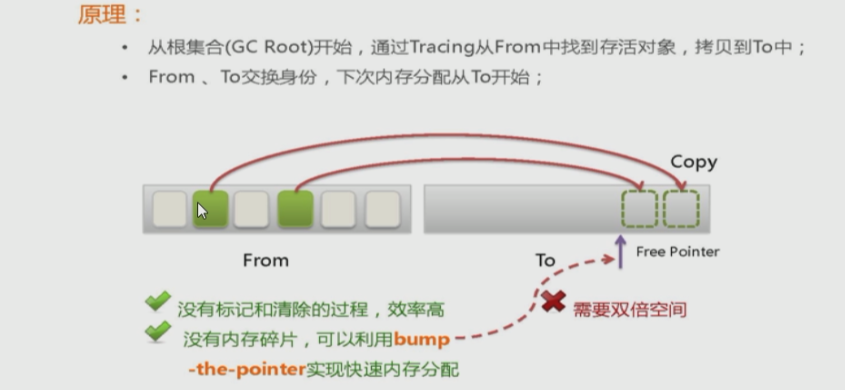 原理：
• 从根集合(GC Root)开始，通过Tracing从From中找到存活对象，拷贝到To中；
• From 、To交换身份，下次内存分配从To开始；
Copy
From
To
Free Pointer
没有标记和清除的过程，效率高
需要双倍空间
没有内存碎片，可以利用bump
-the-pointer实现快速内存分配